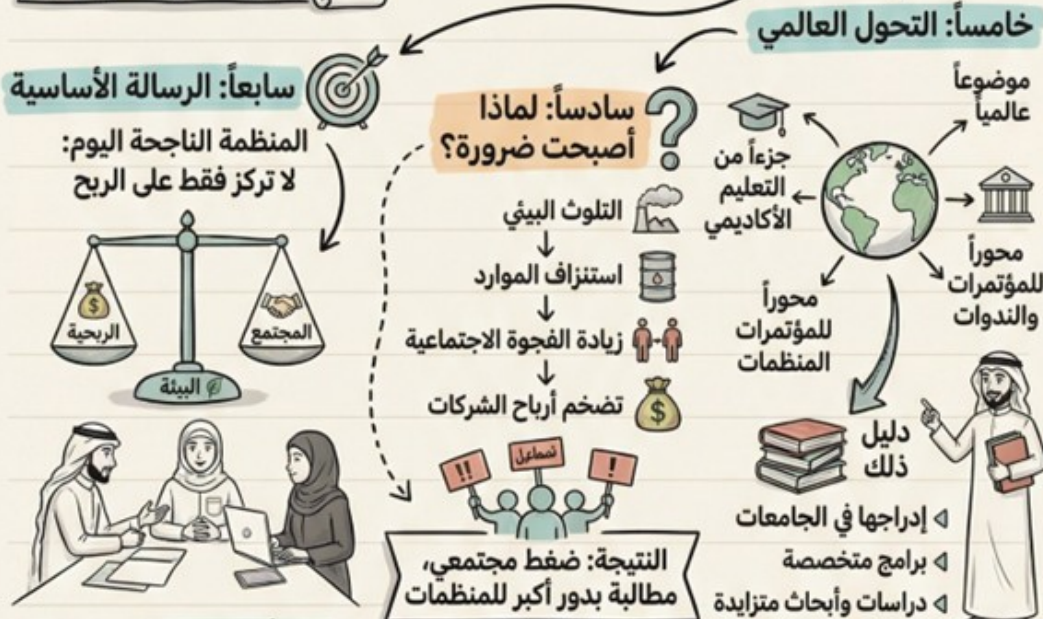 خامساً: التحول العالمي
موضوعاً
عالمياً
جزءاً من
التعليم
الأكاديمي
محوراً
للمؤتمرات
والندوات
محوراً
للمؤتمرات
المنظمات
دليل
ذلك
إدراجها في الجامعات
برامج متخصصة
دراسات وأبحاث متزايدة
سادساً: لماذا
أصبحت ضرورة؟
?
التلوث البيئي
استنزاف الموارد
زيادة الفجوة الاجتماعية
تضخم أرباح الشركات
$
!!
!
النتيجة: ضغط مجتمعي،
مطالبة بدور أكبر للمنظمات
سابعاً: الرسالة الأساسية
المنظمة الناجحة اليوم:
لا تركز فقط على الربح
$
الربحية
المجتمع
البيئة